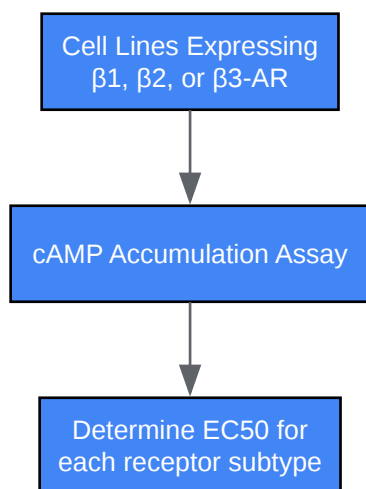 Cell Lines Expressing
β1, β2, or β3-AR
cAMP Accumulation Assay
Determine EC50 for
each receptor subtype